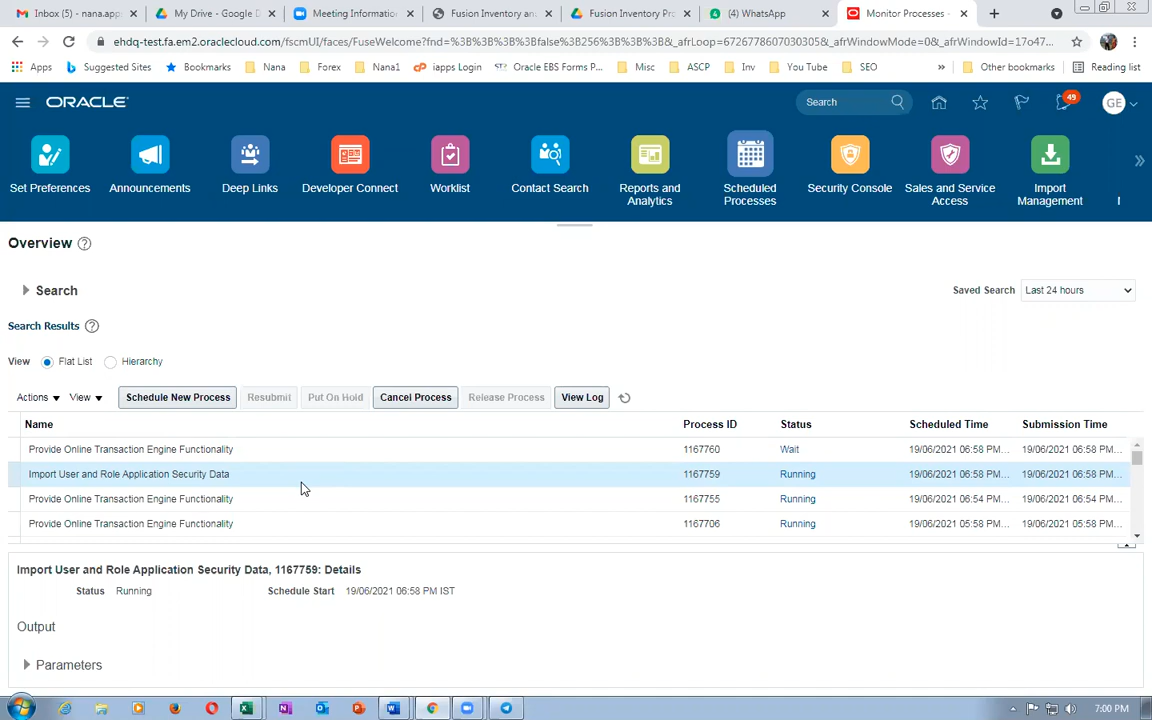 Inbox (5) - nana.apps
My Drive - Google D
Meeting Informatio
Fusion Inventory an
Fusion Inventory Pro
(4) WhatsApp
Monitor Processes -
ehdq-test.fa.em2.oraclecloud.com/fscmUI/faces/FuseWelcome?fnd=%3B%3B%3B%3Bfalse%3B256%3B%3B%3B&_afrLoop=67267786070303​05&_afrWindowMode=0&_afrWindowId=17o47...
Apps
Suggested Sites
Bookmarks
Nana
Forex
Nana1
iapps Login
Oracle EBS Forms P...
Misc
ASCP
Inv
You Tube
SEO
»
Other bookmarks
Reading list
ORACLE
Search
49
GE
Set Preferences
Announcements
Deep Links
Developer Connect
Worklist
Contact Search
Reports and
Analytics
Scheduled
Processes
Security Console
Sales and Service
Access
Import
Management
Overview
Search
Saved Search
Last 24 hours
Search Results
View
Flat List
Hierarchy
Actions
View
Schedule New Process
Resubmit
Put On Hold
Cancel Process
Release Process
View Log
Name
Process ID
Status
Scheduled Time
Submission Time
Provide Online Transaction Engine Functionality
1167760
Wait
19/06/2021 06:58 PM...
19/06/2021 06:58 PM...
Import User and Role Application Security Data
1167759
Running
19/06/2021 06:58 PM...
19/06/2021 06:58 PM...
Provide Online Transaction Engine Functionality
1167755
Running
19/06/2021 06:54 PM...
19/06/2021 06:54 PM...
Provide Online Transaction Engine Functionality
1167706
Running
19/06/2021 05:58 PM...
19/06/2021 05:58 PM...
Import User and Role Application Security Data, 1167759: Details
Status
Running
Schedule Start
19/06/2021 06:58 PM IST
Output
Parameters
7:00 PM